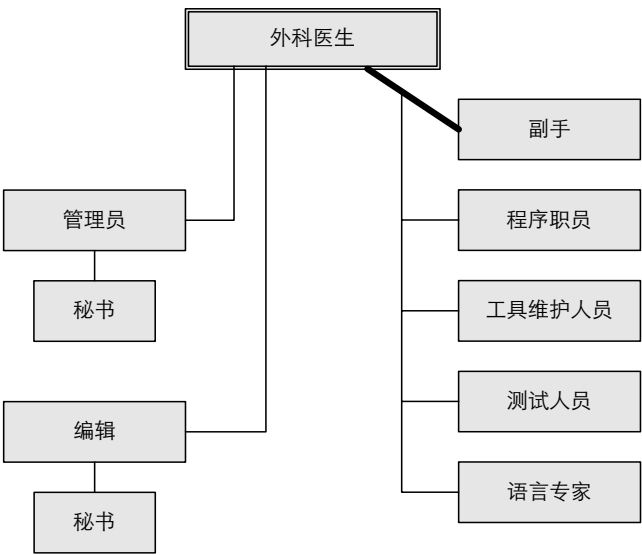 外科医生
副手
管理员
程序职员
秘书
工具维护人员
编辑
测试人员
秘书
语言专家